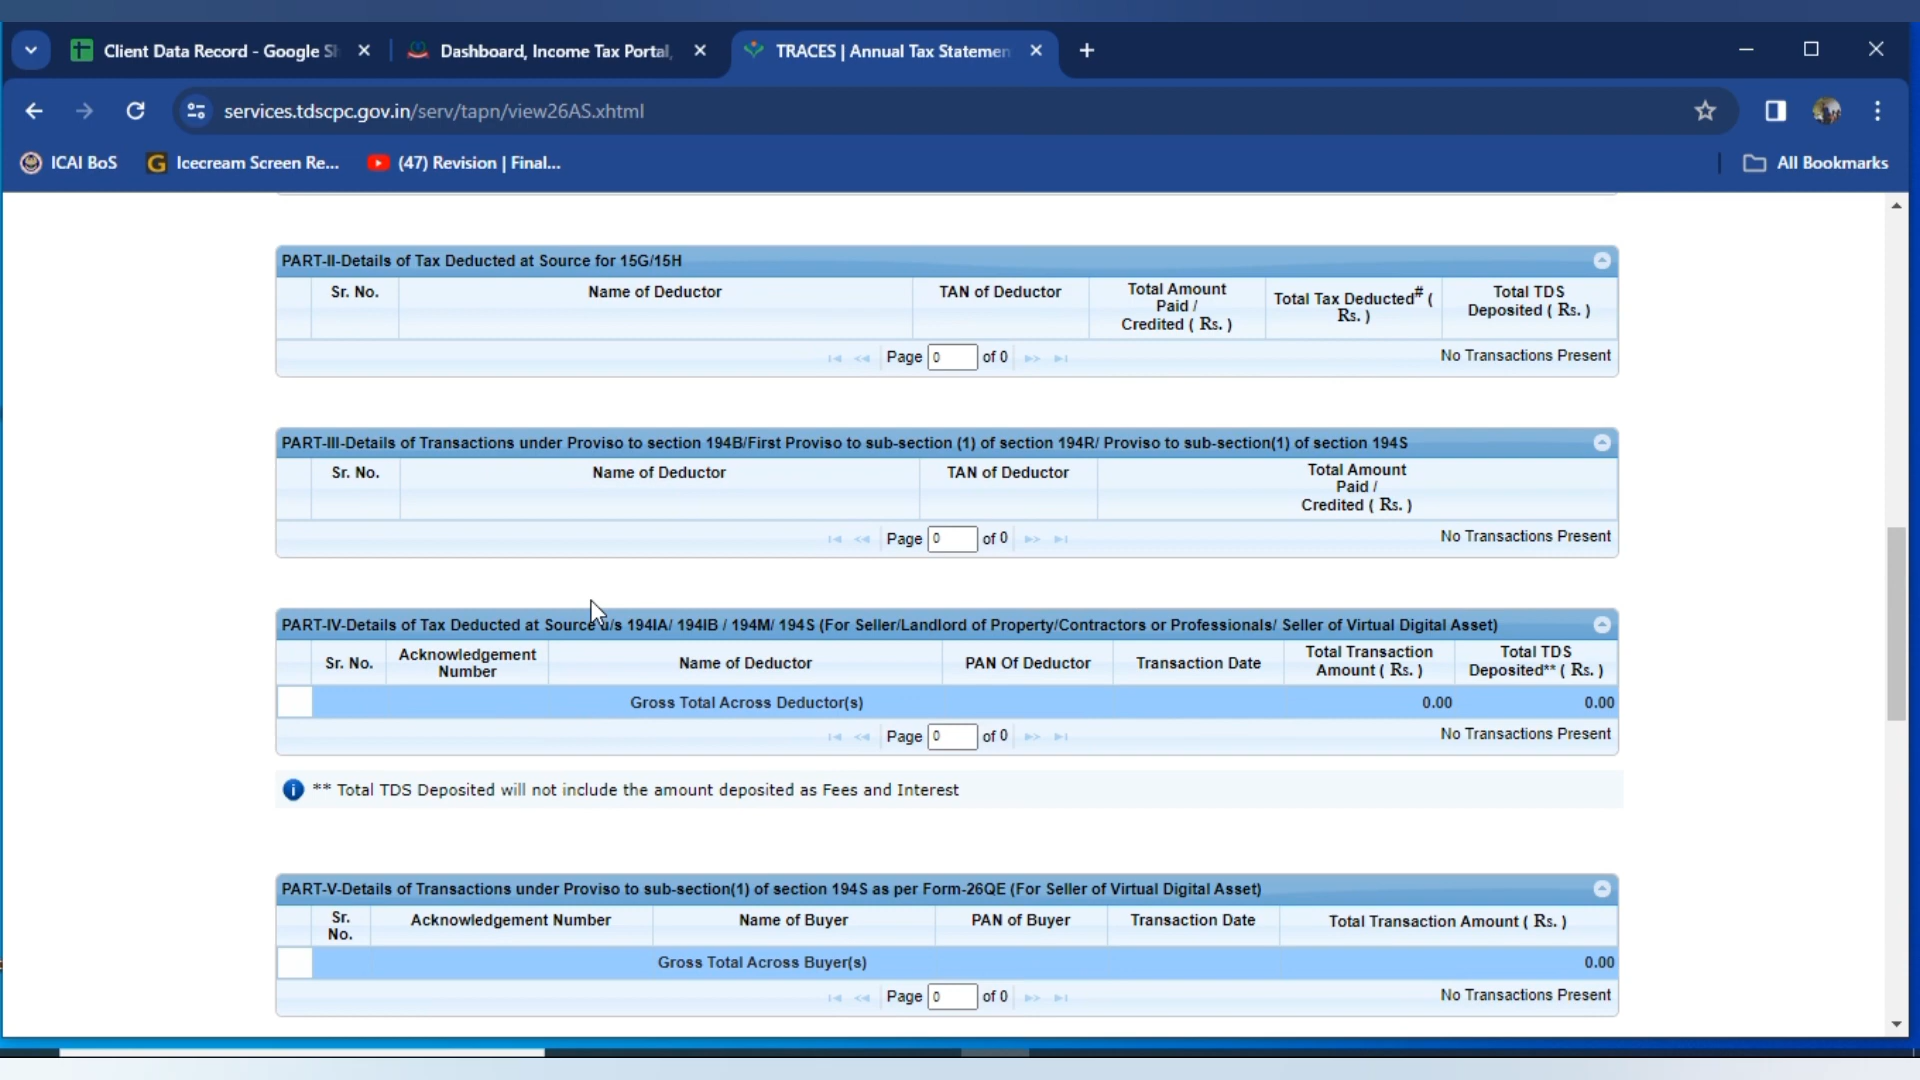 Client Data Record - Google Sh
Dashboard, Income Tax Portal,
TRACES | Annual Tax Statemen
services.tdscpc.gov.in/serv/tapn/view26AS.xhtml
ICAI BoS
Icecream Screen Re...
(47) Revision | Final...
All Bookmarks
PART-II-Details of Tax Deducted at Source for 15G/15H
Sr. No.
Name of Deductor
TAN of Deductor
Total Amount
Paid /
Credited ( Rs. )
Total Tax Deducted# (
Rs. )
Total TDS
Deposited ( Rs. )
Page 0 of 0
No Transactions Present
PART-III-Details of Transactions under Proviso to section 194B/First Proviso to sub-section (1) of section 194R/ Proviso to sub-section(1) of section 194S
Sr. No.
Name of Deductor
TAN of Deductor
Total Amount
Paid /
Credited ( Rs. )
Page 0 of 0
No Transactions Present
PART-IV-Details of Tax Deducted at Source u/s 194IA/ 194IB / 194M/ 194S (For Seller/Landlord of Property/Contractors or Professionals/ Seller of Virtual Digital Asset)
Sr. No.
Acknowledgement
Number
Name of Deductor
PAN Of Deductor
Transaction Date
Total Transaction
Amount ( Rs. )
Total TDS
Deposited** ( Rs. )
Gross Total Across Deductor(s)
0.00
0.00
Page 0 of 0
No Transactions Present
** Total TDS Deposited will not include the amount deposited as Fees and Interest
PART-V-Details of Transactions under Proviso to sub-section(1) of section 194S as per Form-26QE (For Seller of Virtual Digital Asset)
Sr.
No.
Acknowledgement Number
Name of Buyer
PAN of Buyer
Transaction Date
Total Transaction Amount ( Rs. )
Gross Total Across Buyer(s)
0.00
Page 0 of 0
No Transactions Present